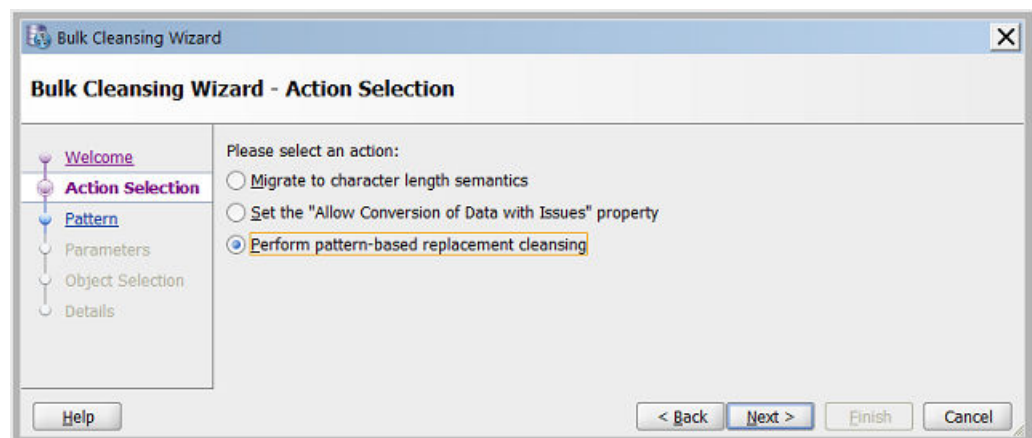 Bulk Cleansing Wizard
Bulk Cleansing Wizard - Action Selection
Welcome
Action Selection
Pattern
Parameters
Object Selection
Details
Please select an action:
Migrate to character length semantics
Set the "Allow Conversion of Data with Issues" property
Perform pattern-based replacement cleansing
Help
< Back
Next >
Finish
Cancel